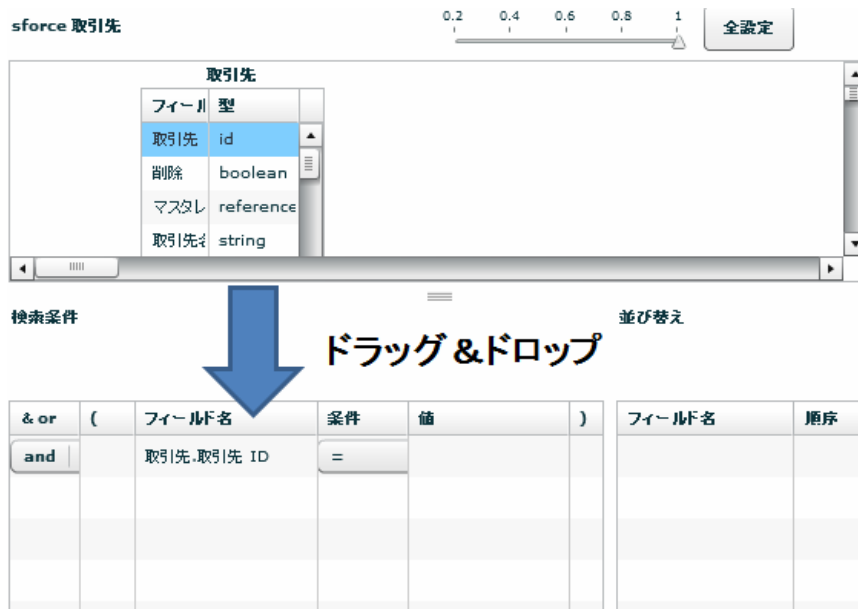 sforce 取引先
0.2 0.4 0.6 0.8 1
全設定
取引先
フィール 型
取引先 id
削除 boolean
マスタレ reference
取引先名 string
ドラッグ&ドロップ
検索条件
並び替え
& or ( フィールド名 条件 値 )
フィールド名 順序
and 取引先.取引先 ID =